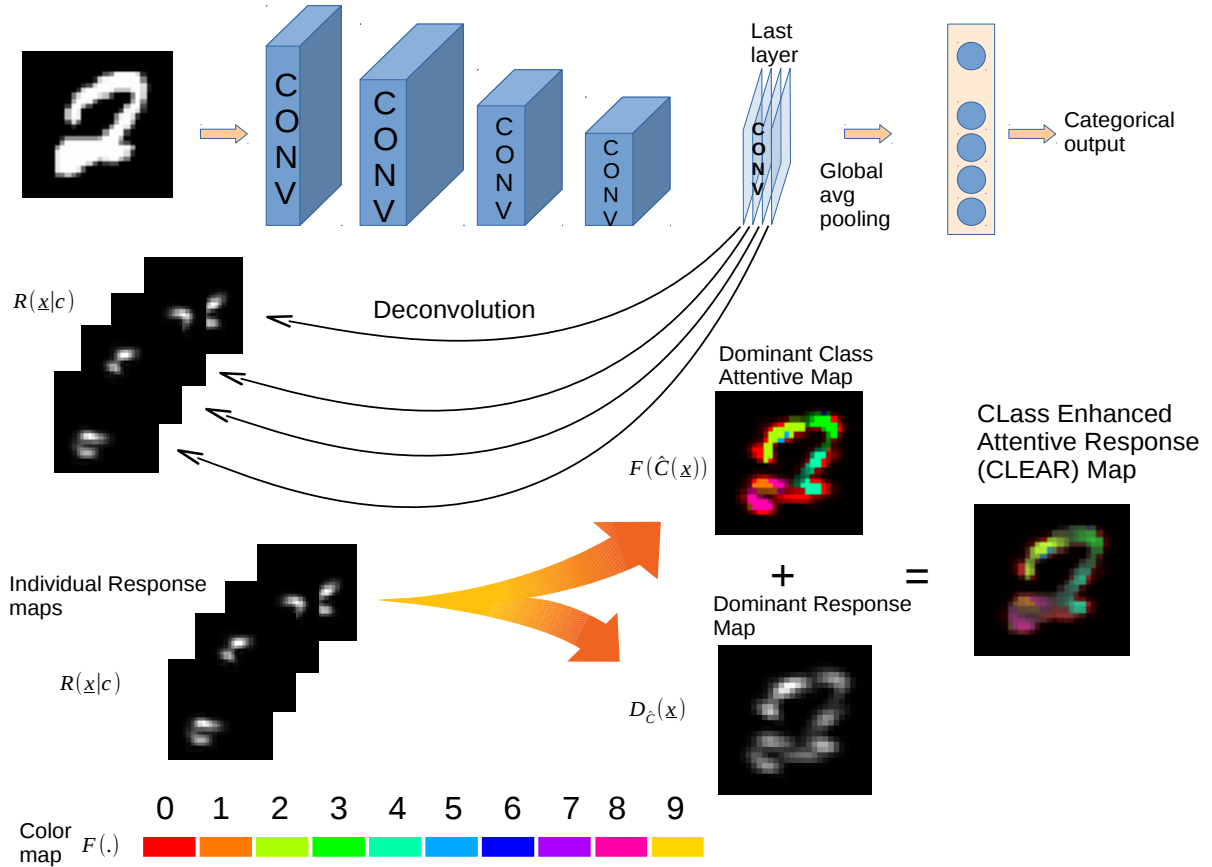 Last
layer
CONV
CONV
CONV
CONV
CONV
Categorical
output
Global
avg
pooling
R(x|c)
Deconvolution
Dominant Class
Attentive Map
CLass Enhanced
Attentive Response
(CLEAR) Map
F(Ĉ(x))
Individual Response
maps
+
=
Dominant Response
Map
R(x|c)
D_Ĉ(x)
0 1 2 3 4 5 6 7 8 9
Color
map F(.)